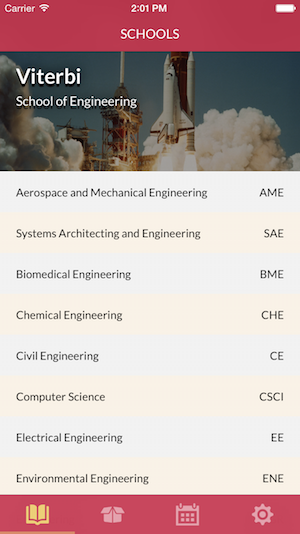 Carrier 2:01 PM
SCHOOLS
Viterbi
School of Engineering
Aerospace and Mechanical Engineering AME
Systems Architecting and Engineering SAE
Biomedical Engineering BME
Chemical Engineering CHE
Civil Engineering CE
Computer Science CSCI
Electrical Engineering EE
Environmental Engineering ENE